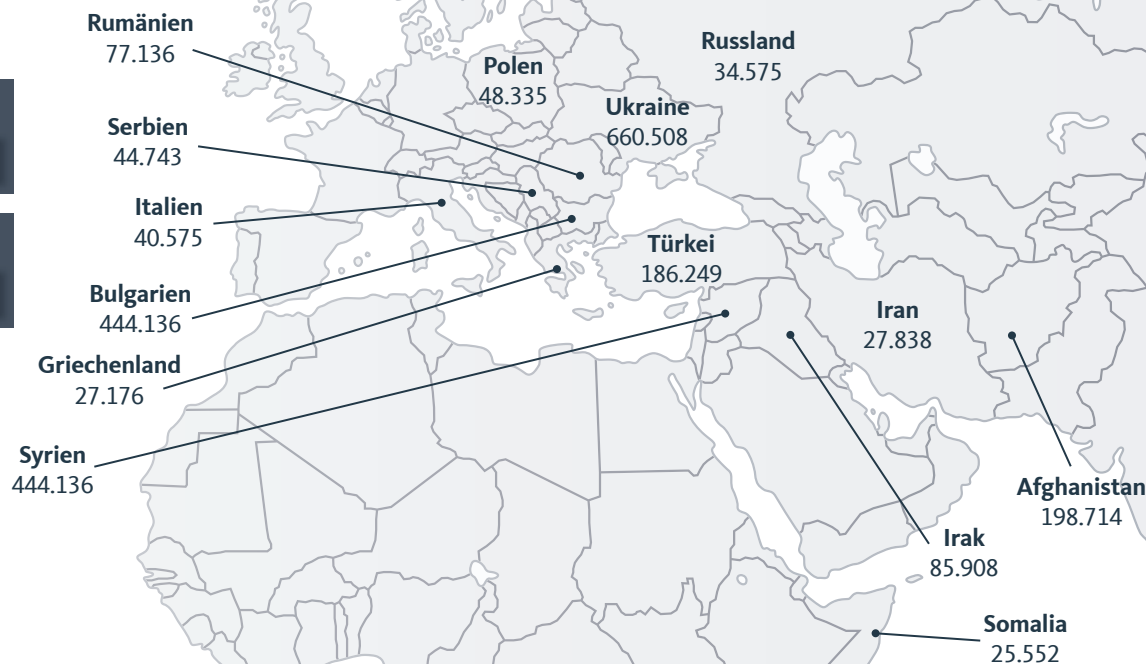 Rumänien
77.136
Russland
34.575
Polen
48.335
Ukraine
660.508
Serbien
44.743
Italien
40.575
Türkei
186.249
Bulgarien
444.136
Iran
27.838
Griechenland
27.176
Syrien
444.136
Afghanistan
198.714
Irak
85.908
Somalia
25.552